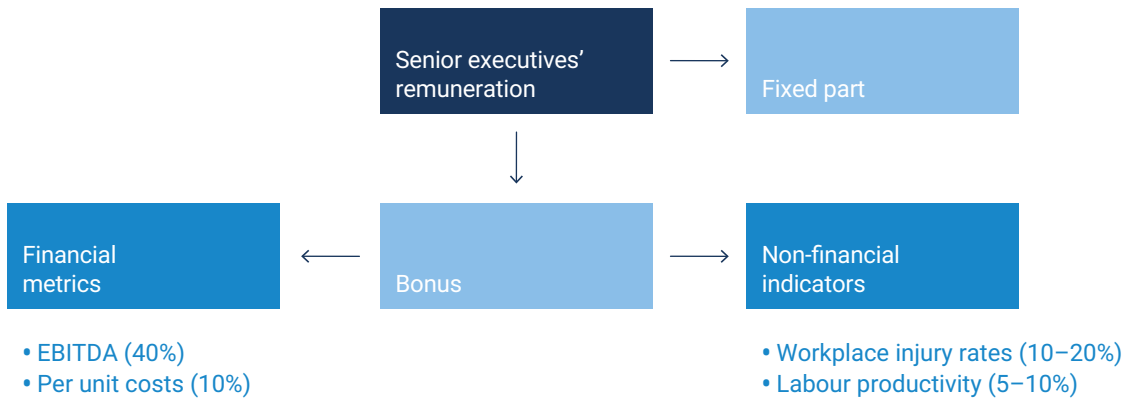 Senior executives’
remuneration
Fixed part
Financial
metrics
Bonus
Non-financial
indicators
• EBITDA (40%)
• Per unit costs (10%)
• Workplace injury rates (10–20%)
• Labour productivity (5–10%)